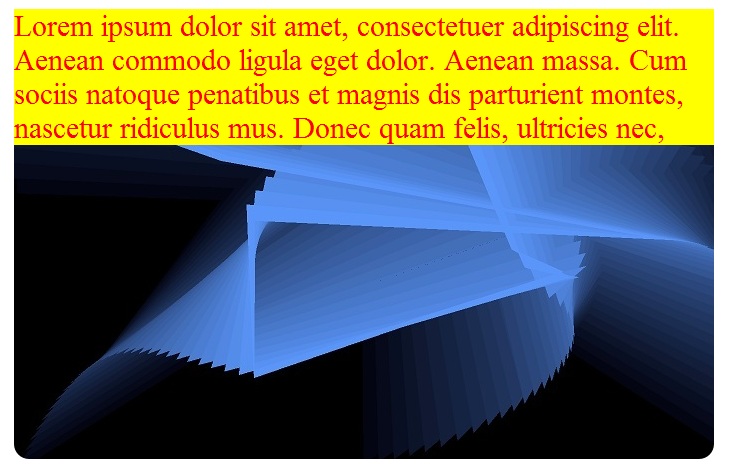 Lorem ipsum dolor sit amet, consectetuer adipiscing elit.
Aenean commodo ligula eget dolor. Aenean massa. Cum
sociis natoque penatibus et magnis dis parturient montes,
nascetur ridiculus mus. Donec quam felis, ultricies nec,